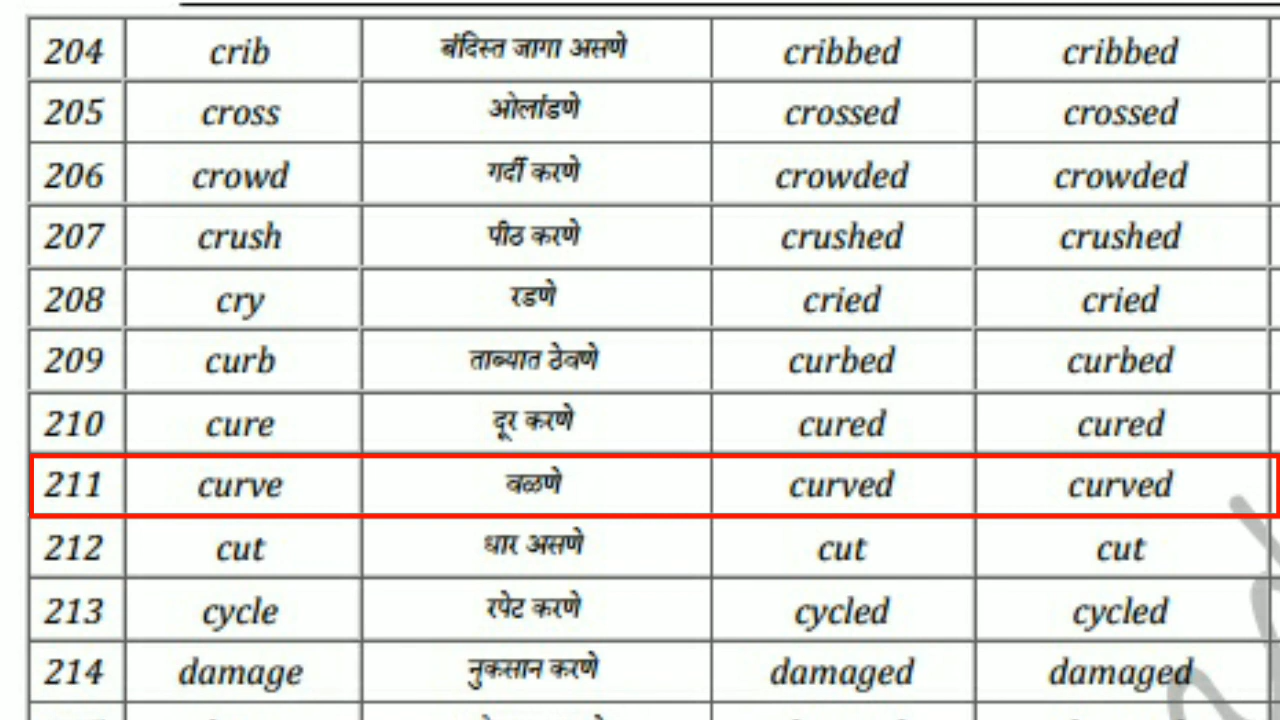 204 crib बंदिस्त जागा असणे cribbed cribbed
205 cross ओलांडणे crossed crossed
206 crowd गर्दी करणे crowded crowded
207 crush पीठ करणे crushed crushed
208 cry रडणे cried cried
209 curb ताब्यात ठेवणे curbed curbed
210 cure दूर करणे cured cured
211 curve वळणे curved curved
212 cut धार असणे cut cut
213 cycle रपेट करणे cycled cycled
214 damage नुकसान करणे damaged damaged